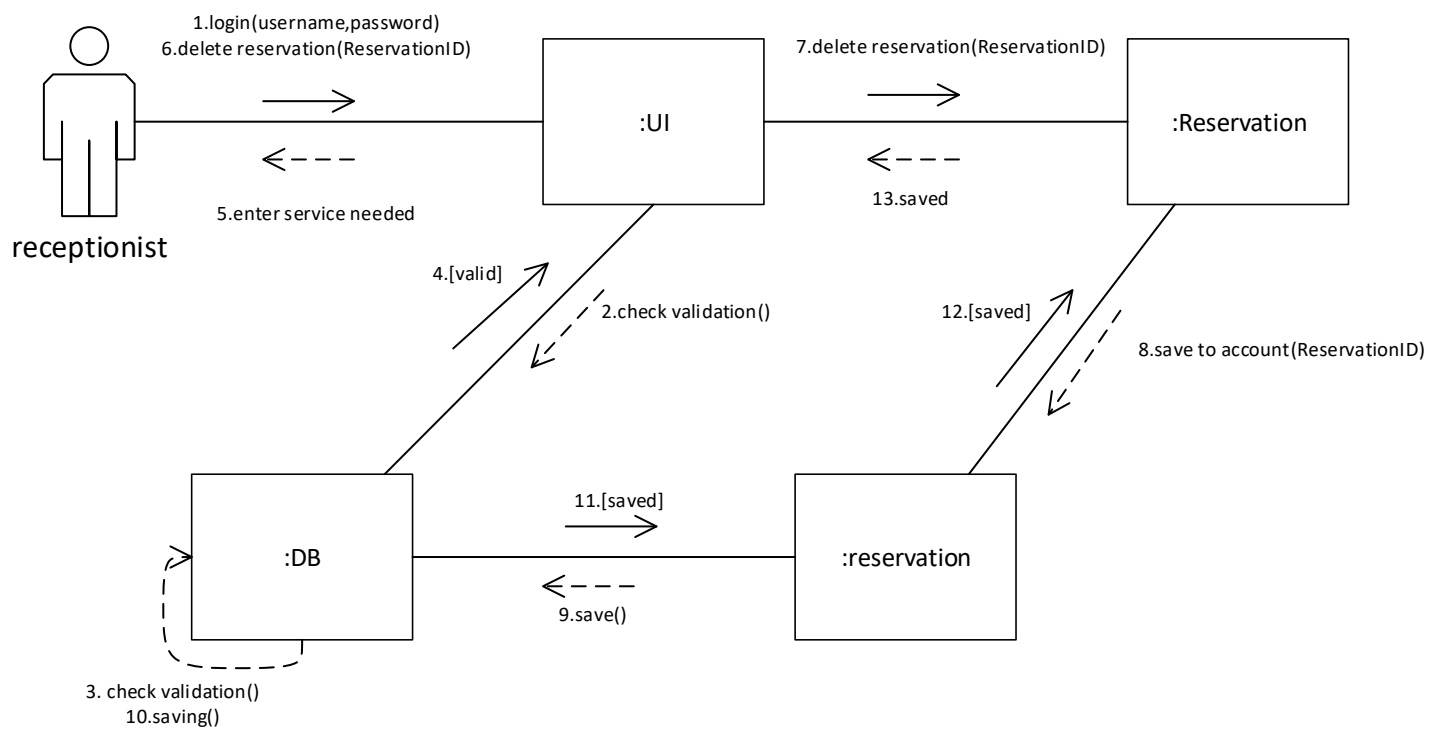 1.login(username,password)
6.delete reservation(ReservationID)
7.delete reservation(ReservationID)
:UI
:Reservation
5.enter service needed
13.saved
receptionist
4.[valid]
2.check validation()
12.[saved]
8.save to account(ReservationID)
11.[saved]
:DB
:reservation
9.save()
3. check validation()
10.saving()